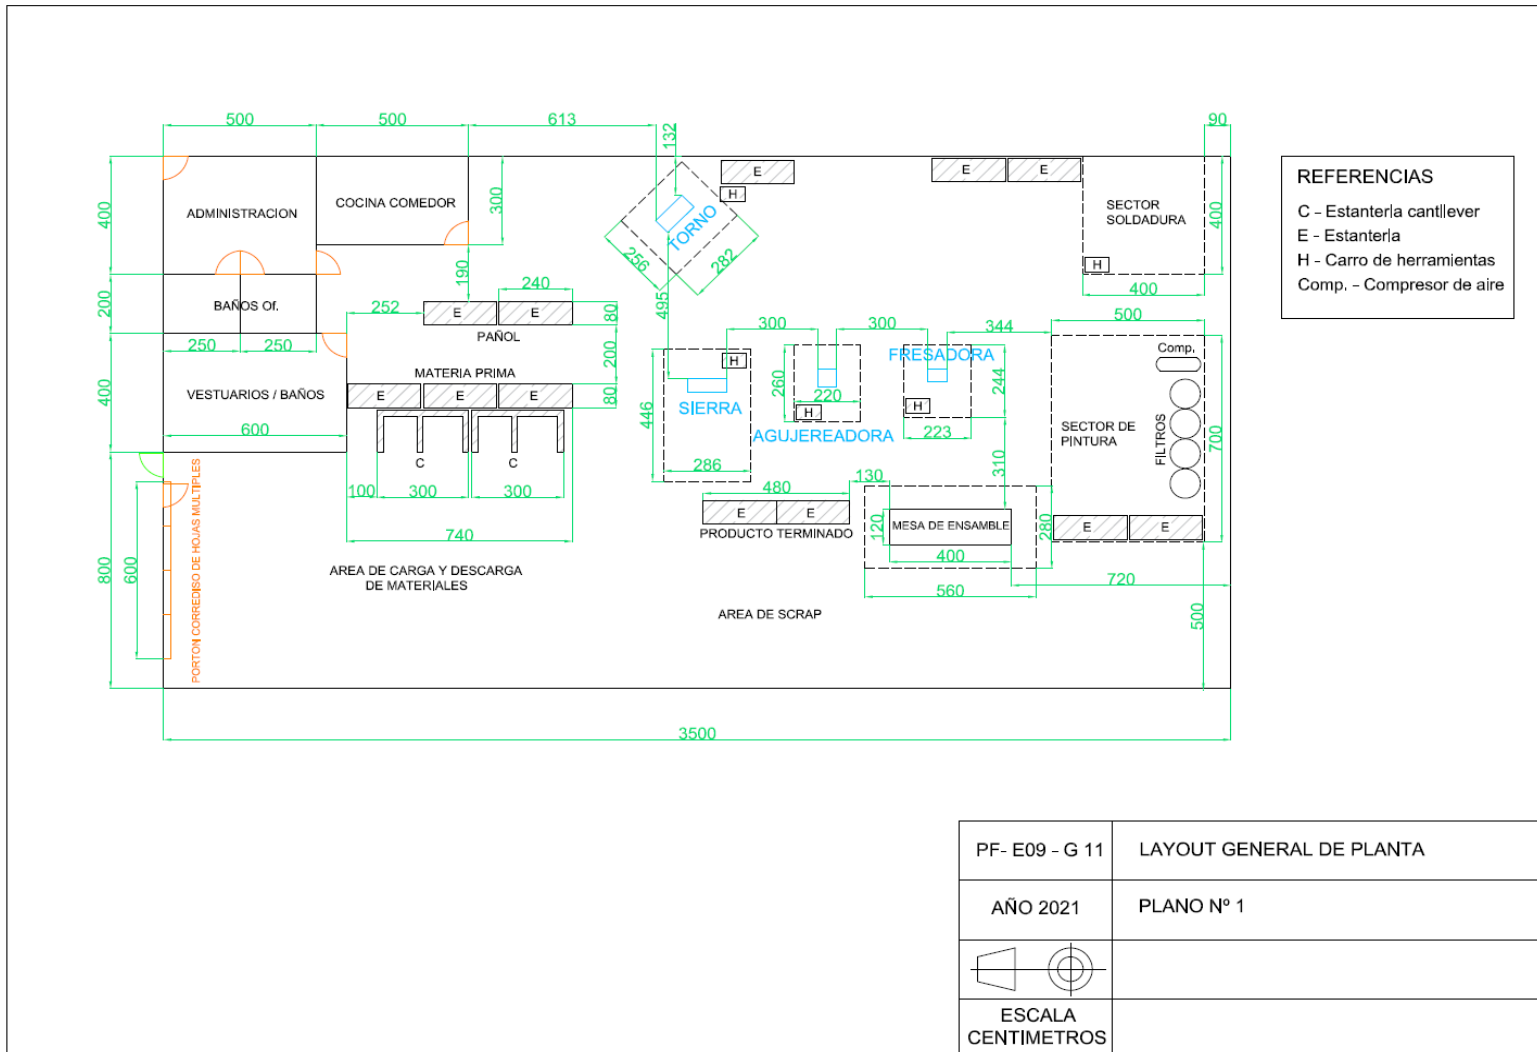 500
500
613
132
90
400
ADMINISTRACION
COCINA COMEDOR
300
TORNO
256
282
E
H
E
E
SECTOR
SOLDADURA
400
H
400
REFERENCIAS
C - Estantería cantilever
E - Estantería
H - Carro de herramientas
Comp. - Compresor de aire
190
240
200
BAÑOS Of.
252
E
E
80
495
PAÑOL
250
250
200
300
300
344
500
FRESADORA
Comp.
MATERIA PRIMA
400
VESTUARIOS / BAÑOS
E
E
E
80
H
SIERRA
446
260
220
H
AGUJEREADORA
H
244
223
SECTOR DE
PINTURA
FILTROS
700
600
C
C
286
310
100
300
300
480
130
740
E
E
PRODUCTO TERMINADO
120
MESA DE ENSAMBLE
400
280
E
E
800
600
PORTON CORREDISO DE HOJAS MULTIPLES
AREA DE CARGA Y DESCARGA
DE MATERIALES
560
720
AREA DE SCRAP
500
3500
PF- E09 - G 11
LAYOUT GENERAL DE PLANTA
AÑO 2021
PLANO Nº 1
ESCALA
CENTIMETROS